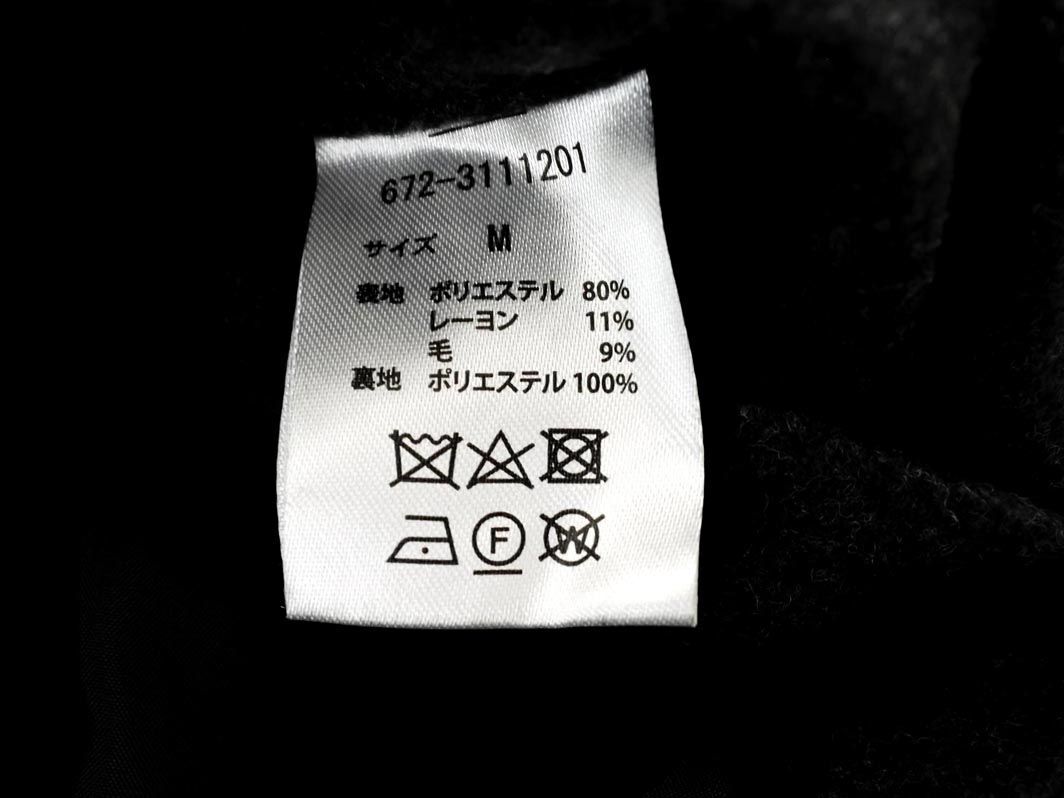 672-3111201
サイズ M
表地 ポリエステル 80%
レーヨン 11%
毛 9%
裏地 ポリエステル 100%
F W